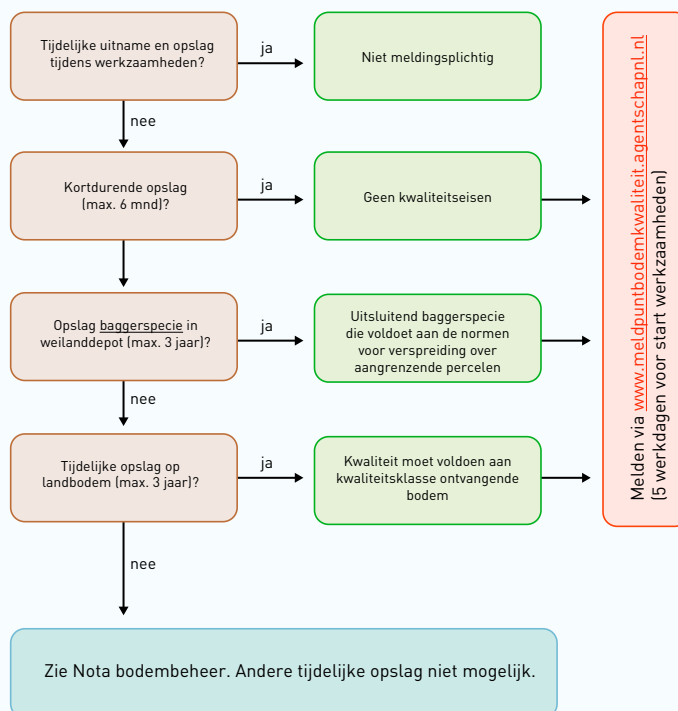 Tijdelijke uitname en opslag
tijdens werkzaamheden?
ja
Niet meldingsplichtig
nee
Kortdurende opslag
(max. 6 mnd)?
ja
Geen kwaliteitseisen
Opslag baggerspecie in
weilanddepot (max. 3 jaar)?
ja
Uitsluitend baggerspecie
die voldoet aan de normen
voor verspreiding over
aangrenzende percelen
nee
Tijdelijke opslag op
landbodem (max. 3 jaar)?
ja
Kwaliteit moet voldoen aan
kwaliteitsklasse ontvangende
bodem
nee
Melden via www.meldpuntbodemkwaliteit.agentschapnl.nl
(5 werkdagen voor start werkzaamheden)
Zie Nota bodembeheer. Andere tijdelijke opslag niet mogelijk.